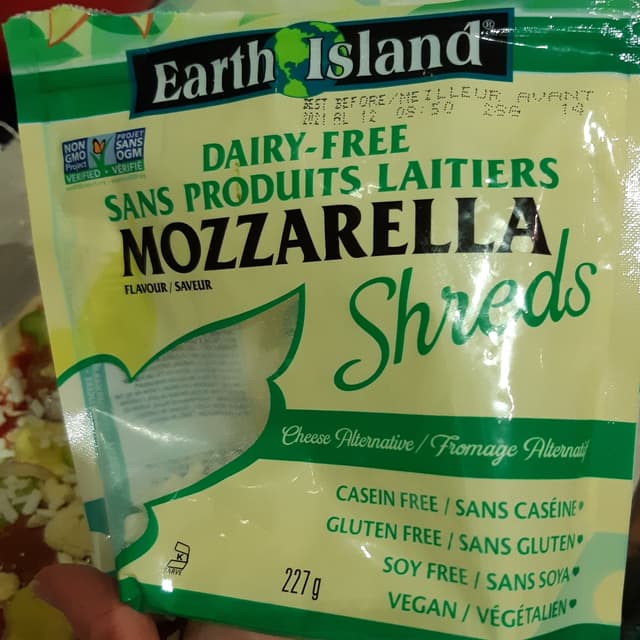 Earth Island®
BEST BEFORE/MEILLEUR AVANT
2021 AL 12 08:50 286 14
NON GMO Project VERIFIED
PROJET SANS OGM VÉRIFIÉ
DAIRY-FREE
SANS PRODUITS LAITIERS
MOZZARELLA
FLAVOUR / SAVEUR
Shreds
Cheese Alternative / Fromage Alternatif
CASEIN FREE / SANS CASÉINE
GLUTEN FREE / SANS GLUTEN
SOY FREE / SANS SOYA
VEGAN / VÉGÉTALIEN
K
PARVE
227 g